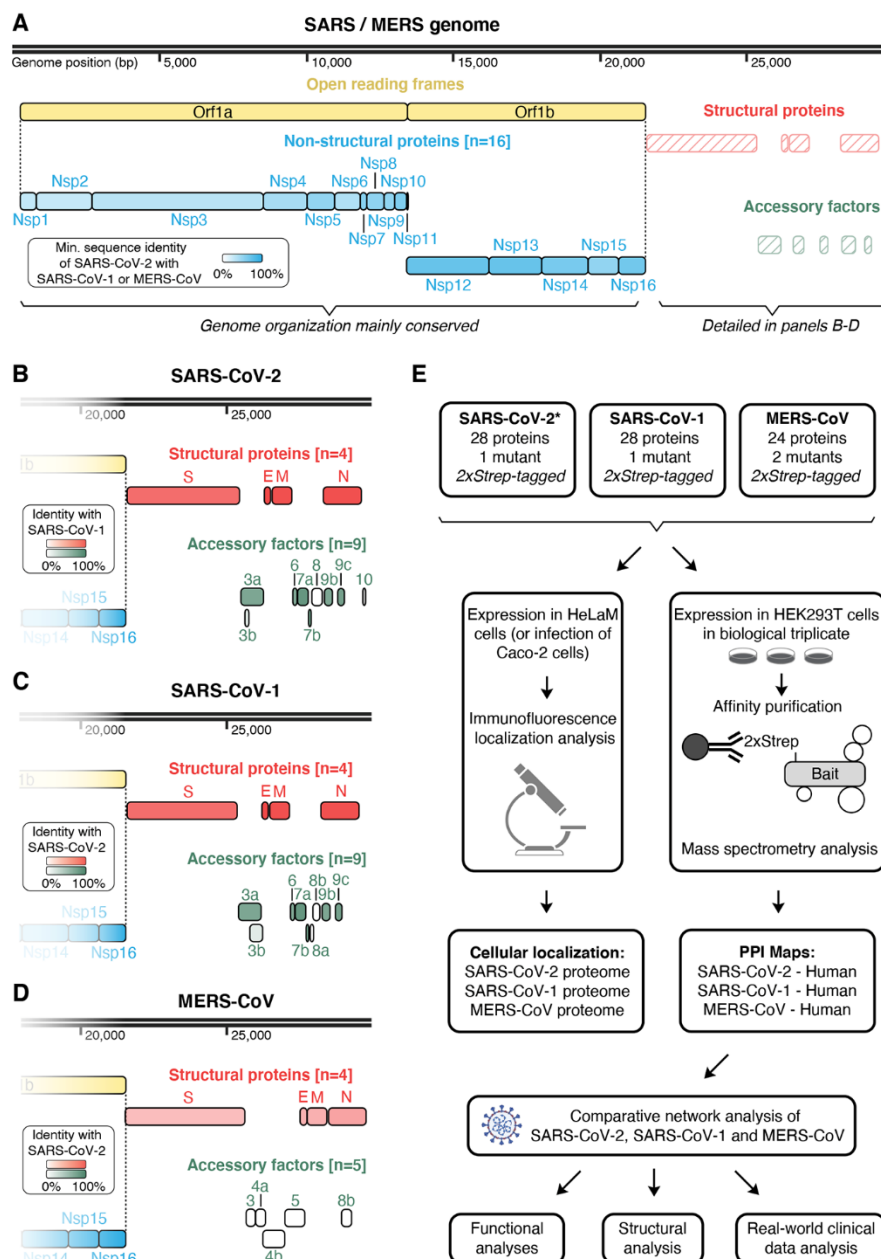 A
SARS / MERS genome
Genome position (bp)
5,000
10,000
15,000
20,000
25,000
Open reading frames
Orf1a
Orf1b
Structural proteins
Non-structural proteins [n=16]
Nsp8
Nsp2
Nsp4
Nsp6
Nsp10
Nsp1
Nsp3
Nsp5
Nsp9
Nsp7
Nsp11
Accessory factors
Min. sequence identity
of SARS-CoV-2 with
SARS-CoV-1 or MERS-CoV
0%
100%
Nsp13
Nsp15
Nsp12
Nsp14
Nsp16
Genome organization mainly conserved
Detailed in panels B-D
B
SARS-CoV-2
20,000
25,000
Structural proteins [n=4]
1b
S
E M
N
Identity with
SARS-CoV-1
0% 100%
Accessory factors [n=9]
6
8
9c
3a
7a
9b
10
3b
7b
Nsp15
Nsp14
Nsp16
C
SARS-CoV-1
20,000
25,000
Structural proteins [n=4]
1b
S
E M
N
Identity with
SARS-CoV-2
0% 100%
Accessory factors [n=9]
6
8b
9c
3a
7a
9b
3b
7b
8a
Nsp15
Nsp14
Nsp16
D
MERS-CoV
20,000
25,000
Structural proteins [n=4]
1b
S
E M
N
Identity with
SARS-CoV-2
0% 100%
Accessory factors [n=5]
4a
3
5
8b
4b
Nsp15
Nsp14
Nsp16
E
SARS-CoV-2*
28 proteins
1 mutant
2xStrep-tagged
SARS-CoV-1
28 proteins
1 mutant
2xStrep-tagged
MERS-CoV
24 proteins
2 mutants
2xStrep-tagged
Expression in HeLaM
cells (or infection of
Caco-2 cells)
Immunofluorescence
localization analysis
Expression in HEK293T cells
in biological triplicate
Affinity purification
2xStrep
Bait
Mass spectrometry analysis
Cellular localization:
SARS-CoV-2 proteome
SARS-CoV-1 proteome
MERS-CoV proteome
PPI Maps:
SARS-CoV-2 - Human
SARS-CoV-1 - Human
MERS-CoV - Human
Comparative network analysis of
SARS-CoV-2, SARS-CoV-1 and MERS-CoV
Functional
analyses
Structural
analysis
Real-world clinical
data analysis